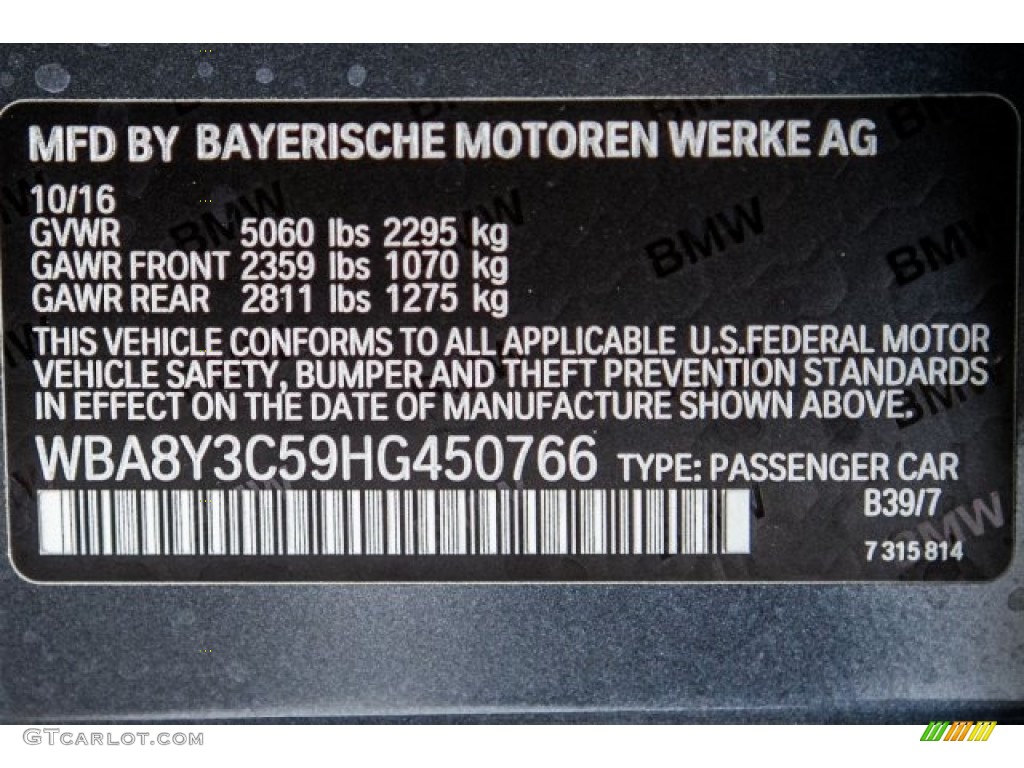 MFD BY BAYERISCHE MOTOREN WERKE AG
10/16
GVWR 5060 lbs 2295 kg
GAWR FRONT 2359 lbs 1070 kg
GAWR REAR 2811 lbs 1275 kg
THIS VEHICLE CONFORMS TO ALL APPLICABLE U.S.FEDERAL MOTOR
VEHICLE SAFETY, BUMPER AND THEFT PREVENTION STANDARDS
IN EFFECT ON THE DATE OF MANUFACTURE SHOWN ABOVE.
WBA8Y3C59HG450766 TYPE: PASSENGER CAR
B39/7
7315814
BMW
BMW
BMW
BMW
GTCarLot.com